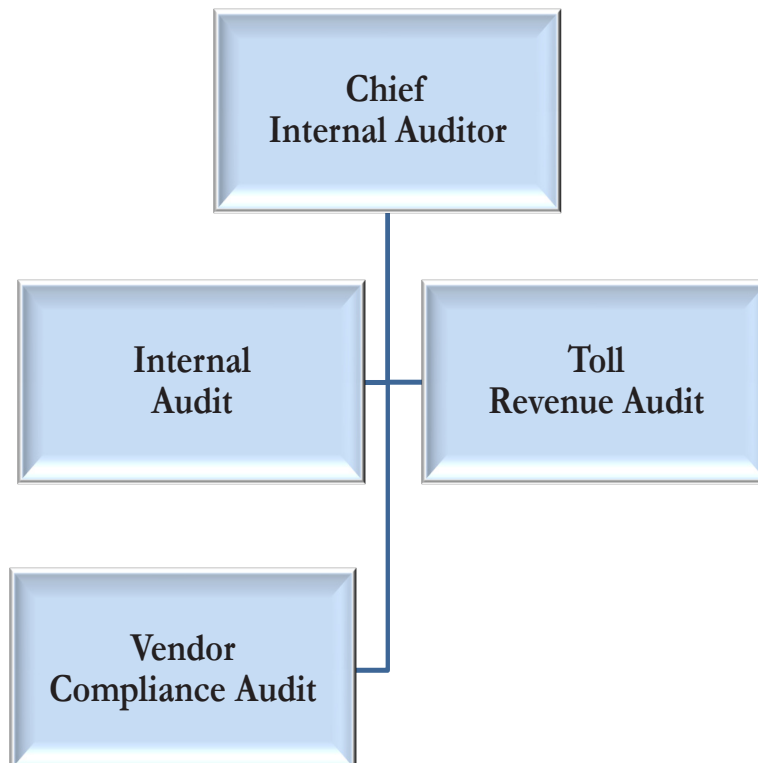 Chief
Internal Auditor
Internal
Audit
Toll
Revenue Audit
Vendor
Compliance Audit